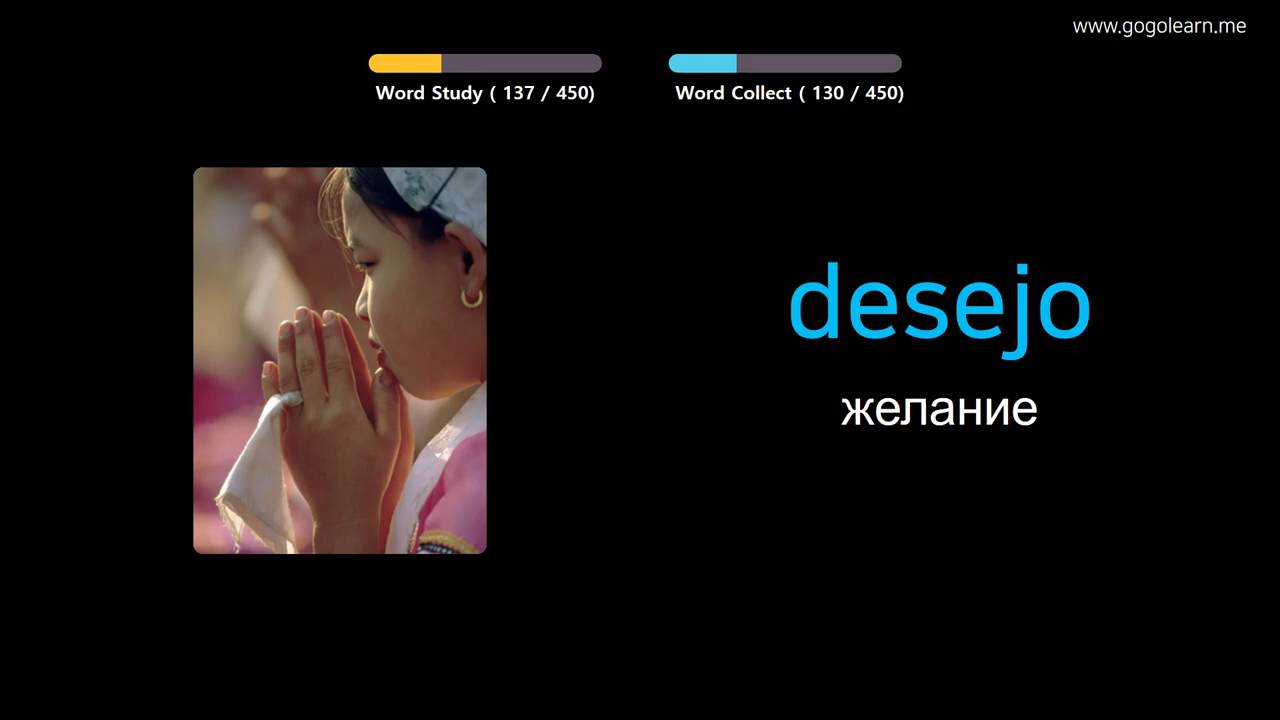 www.gogolearn.me
Word Study ( 137 / 450)
Word Collect ( 130 / 450)
desejo
желание